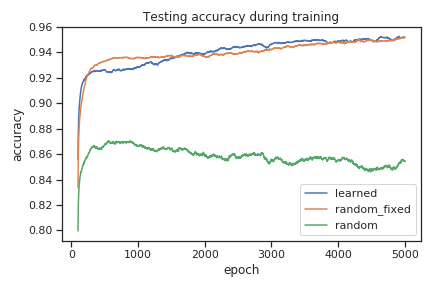 Testing accuracy during training
0.96
0.94
0.92
0.90
0.88
0.86
0.84
0.82
0.80
accuracy
learned
random_fixed
random
0 1000 2000 3000 4000 5000
epoch